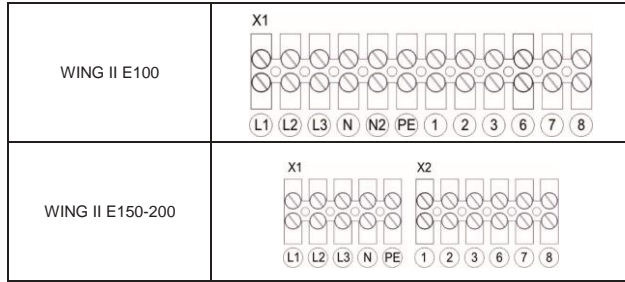 X1
WING II E100
L1 L2 L3 N N2 PE 1 2 3 6 7 8
X1 X2
WING II E150-200
L1 L2 L3 N PE 1 2 3 6 7 8